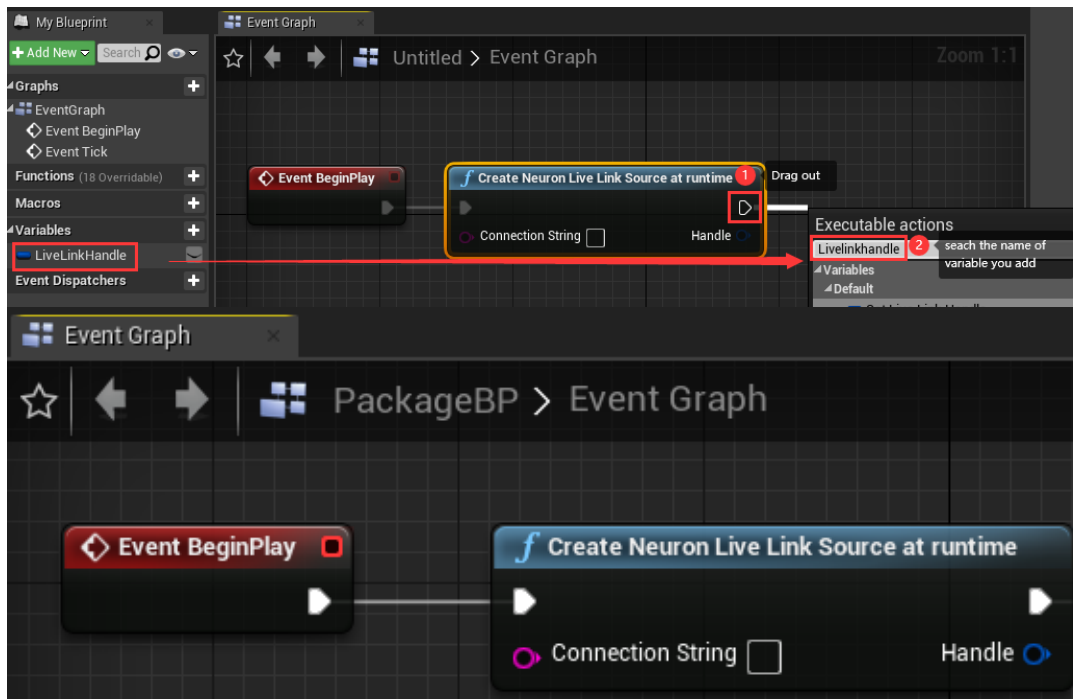 My Blueprint
Event Graph
Add New
Search
Untitled > Event Graph
Zoom 1:1
Graphs
EventGraph
Event BeginPlay
Event Tick
Functions (18 Overridable)
Macros
Variables
LiveLinkHandle
Event Dispatchers
Event BeginPlay
Create Neuron Live Link Source at runtime
1
Drag out
Connection String
Handle
Executable actions
Livelinkhandle
2
seach the name of
variable you add
Variables
Default
Event Graph
PackageBP > Event Graph
Event BeginPlay
Create Neuron Live Link Source at runtime
Connection String
Handle